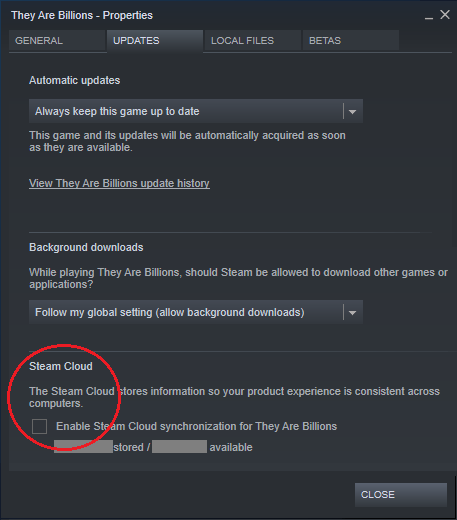 They Are Billions - Properties
GENERAL UPDATES LOCAL FILES BETAS
Automatic updates
Always keep this game up to date
This game and its updates will be automatically acquired as soon
as they are available.
View They Are Billions update history
Background downloads
While playing They Are Billions, should Steam be allowed to download other games or
applications?
Follow my global setting (allow background downloads)
Steam Cloud
The Steam Cloud stores information so your product experience is consistent across
computers.
Enable Steam Cloud synchronization for They Are Billions
stored / available
CLOSE